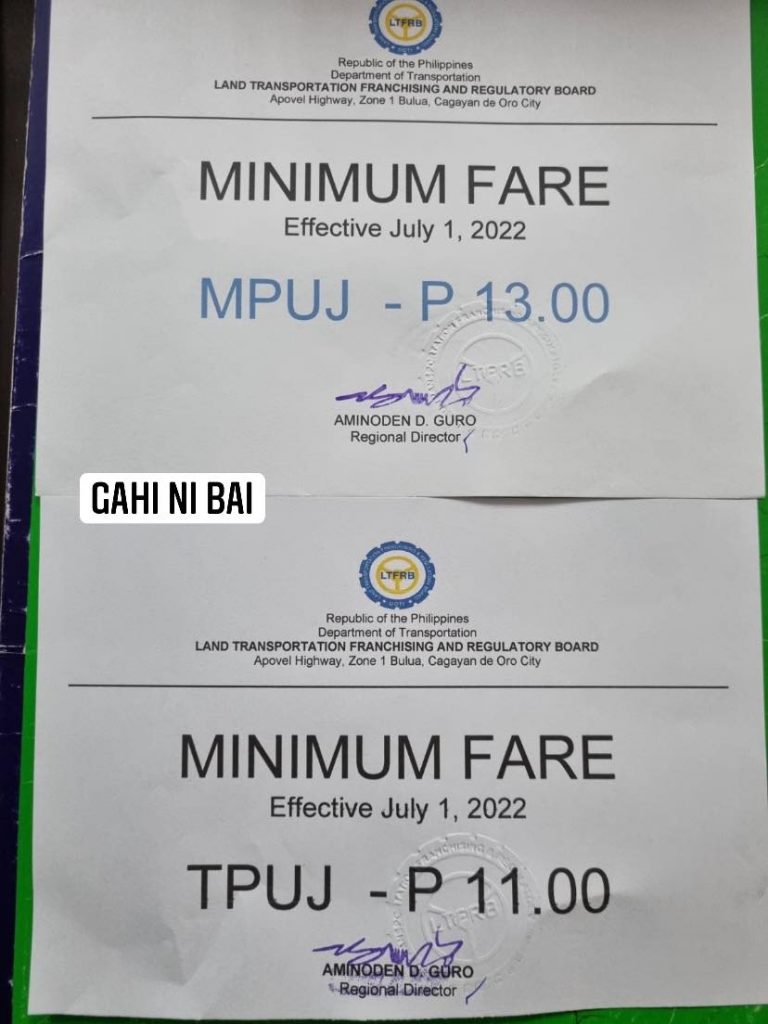 LTFRB
Republic of the Philippines
Department of Transportation
LAND TRANSPORTATION FRANCHISING AND REGULATORY BOARD
Apovel Highway, Zone 1 Bulua, Cagayan de Oro City
MINIMUM FARE
Effective July 1, 2022
MPUJ - P 13.00
LTFRB
AMINODEN D. GURO
Regional Director
GAHI NI BAI
LTFRB
Republic of the Philippines
Department of Transportation
LAND TRANSPORTATION FRANCHISING AND REGULATORY BOARD
Apovel Highway, Zone 1 Bulua, Cagayan de Oro City
MINIMUM FARE
Effective July 1, 2022
TPUJ - P 11.00
LTFRB
AMINODEN D. GURO
Regional Director